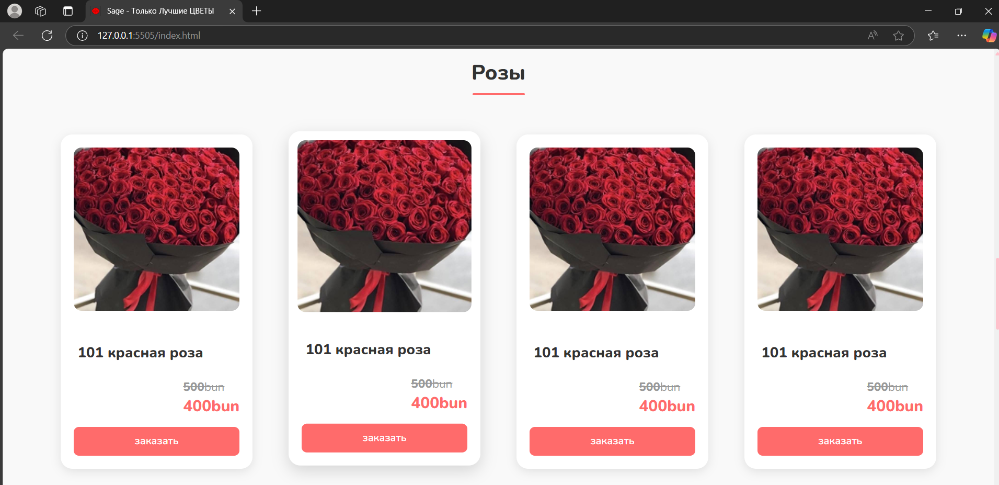 Sage - Только Лучшие ЦВЕТЫ
127.0.0.1:5505/index.html
Розы
101 красная роза
500bun
400bun
заказать
101 красная роза
500bun
400bun
заказать
101 красная роза
500bun
400bun
заказать
101 красная роза
500bun
400bun
заказать